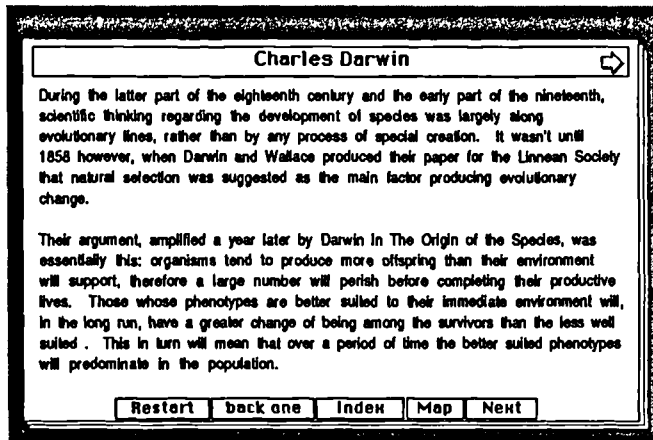 Charles Darwin
During the latter part of the eighteenth century and the early part of the nineteenth,
scientific thinking regarding the development of species was largely along
evolutionary lines, rather than by any process of special creation. It wasn't until
1858 however, when Darwin and Wallace produced their paper for the Linnean Society
that natural selection was suggested as the main factor producing evolutionary
change.
Their argument, amplified a year later by Darwin in The Origin of the Species, was
essentially this: organisms tend to produce more offspring than their environment
will support, therefore a large number will perish before completing their productive
lives. Those whose phenotypes are better suited to their immediate environment will,
in the long run, have a greater change of being among the survivors than the less well
suited . This in turn will mean that over a period of time the better suited phenotypes
will predominate in the population.
Restart back one Index Map Next